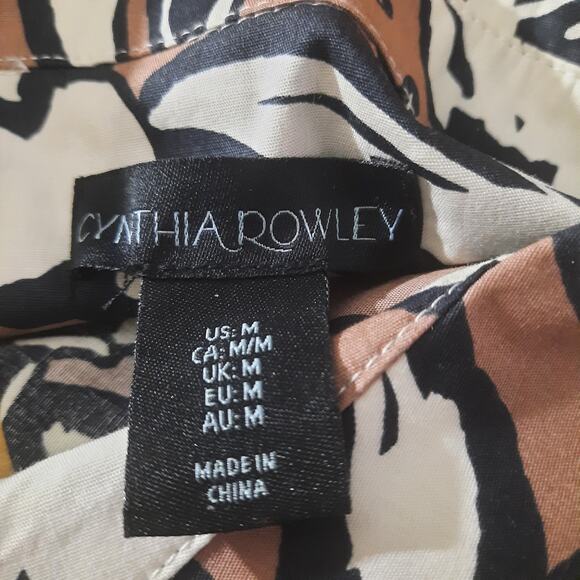 CYNTHIA ROWLEY
US: M
CA: M/M
UK: M
EU: M
AU: M
MADE IN
CHINA